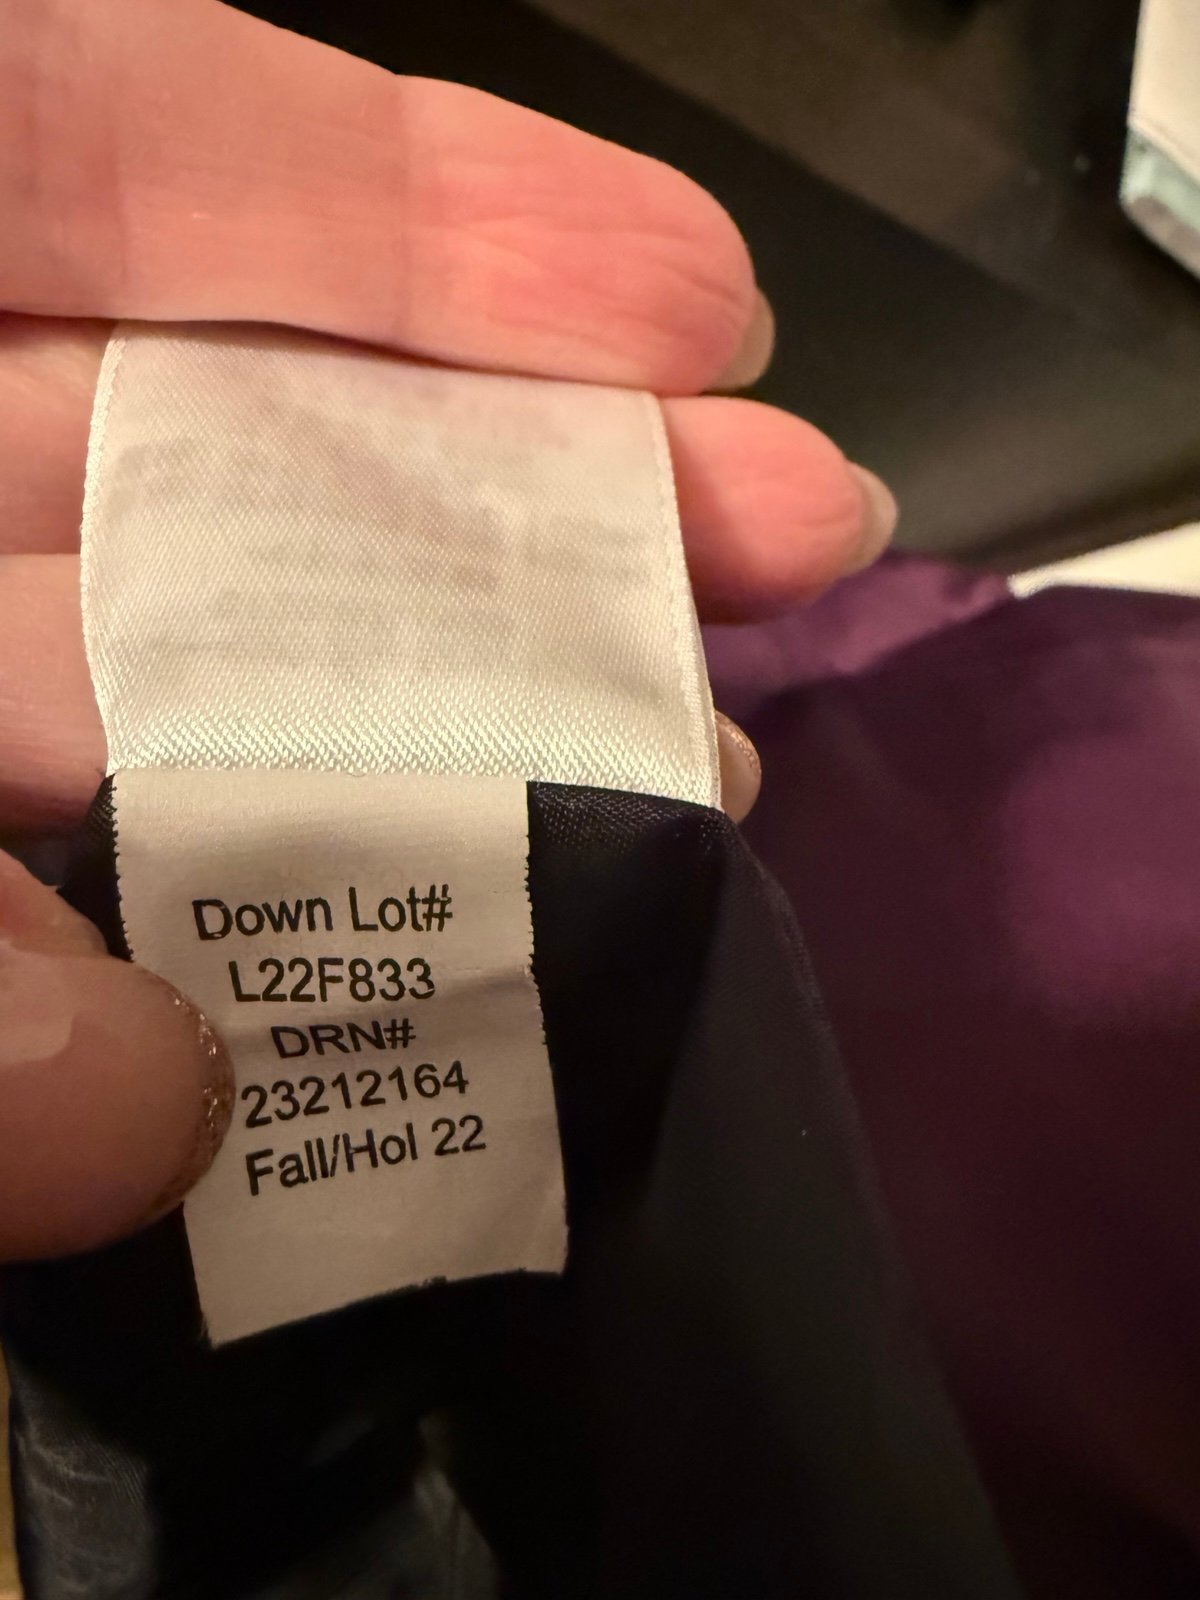 Down Lot#
L22F833
DRN#
23212164
Fall/Hol 22